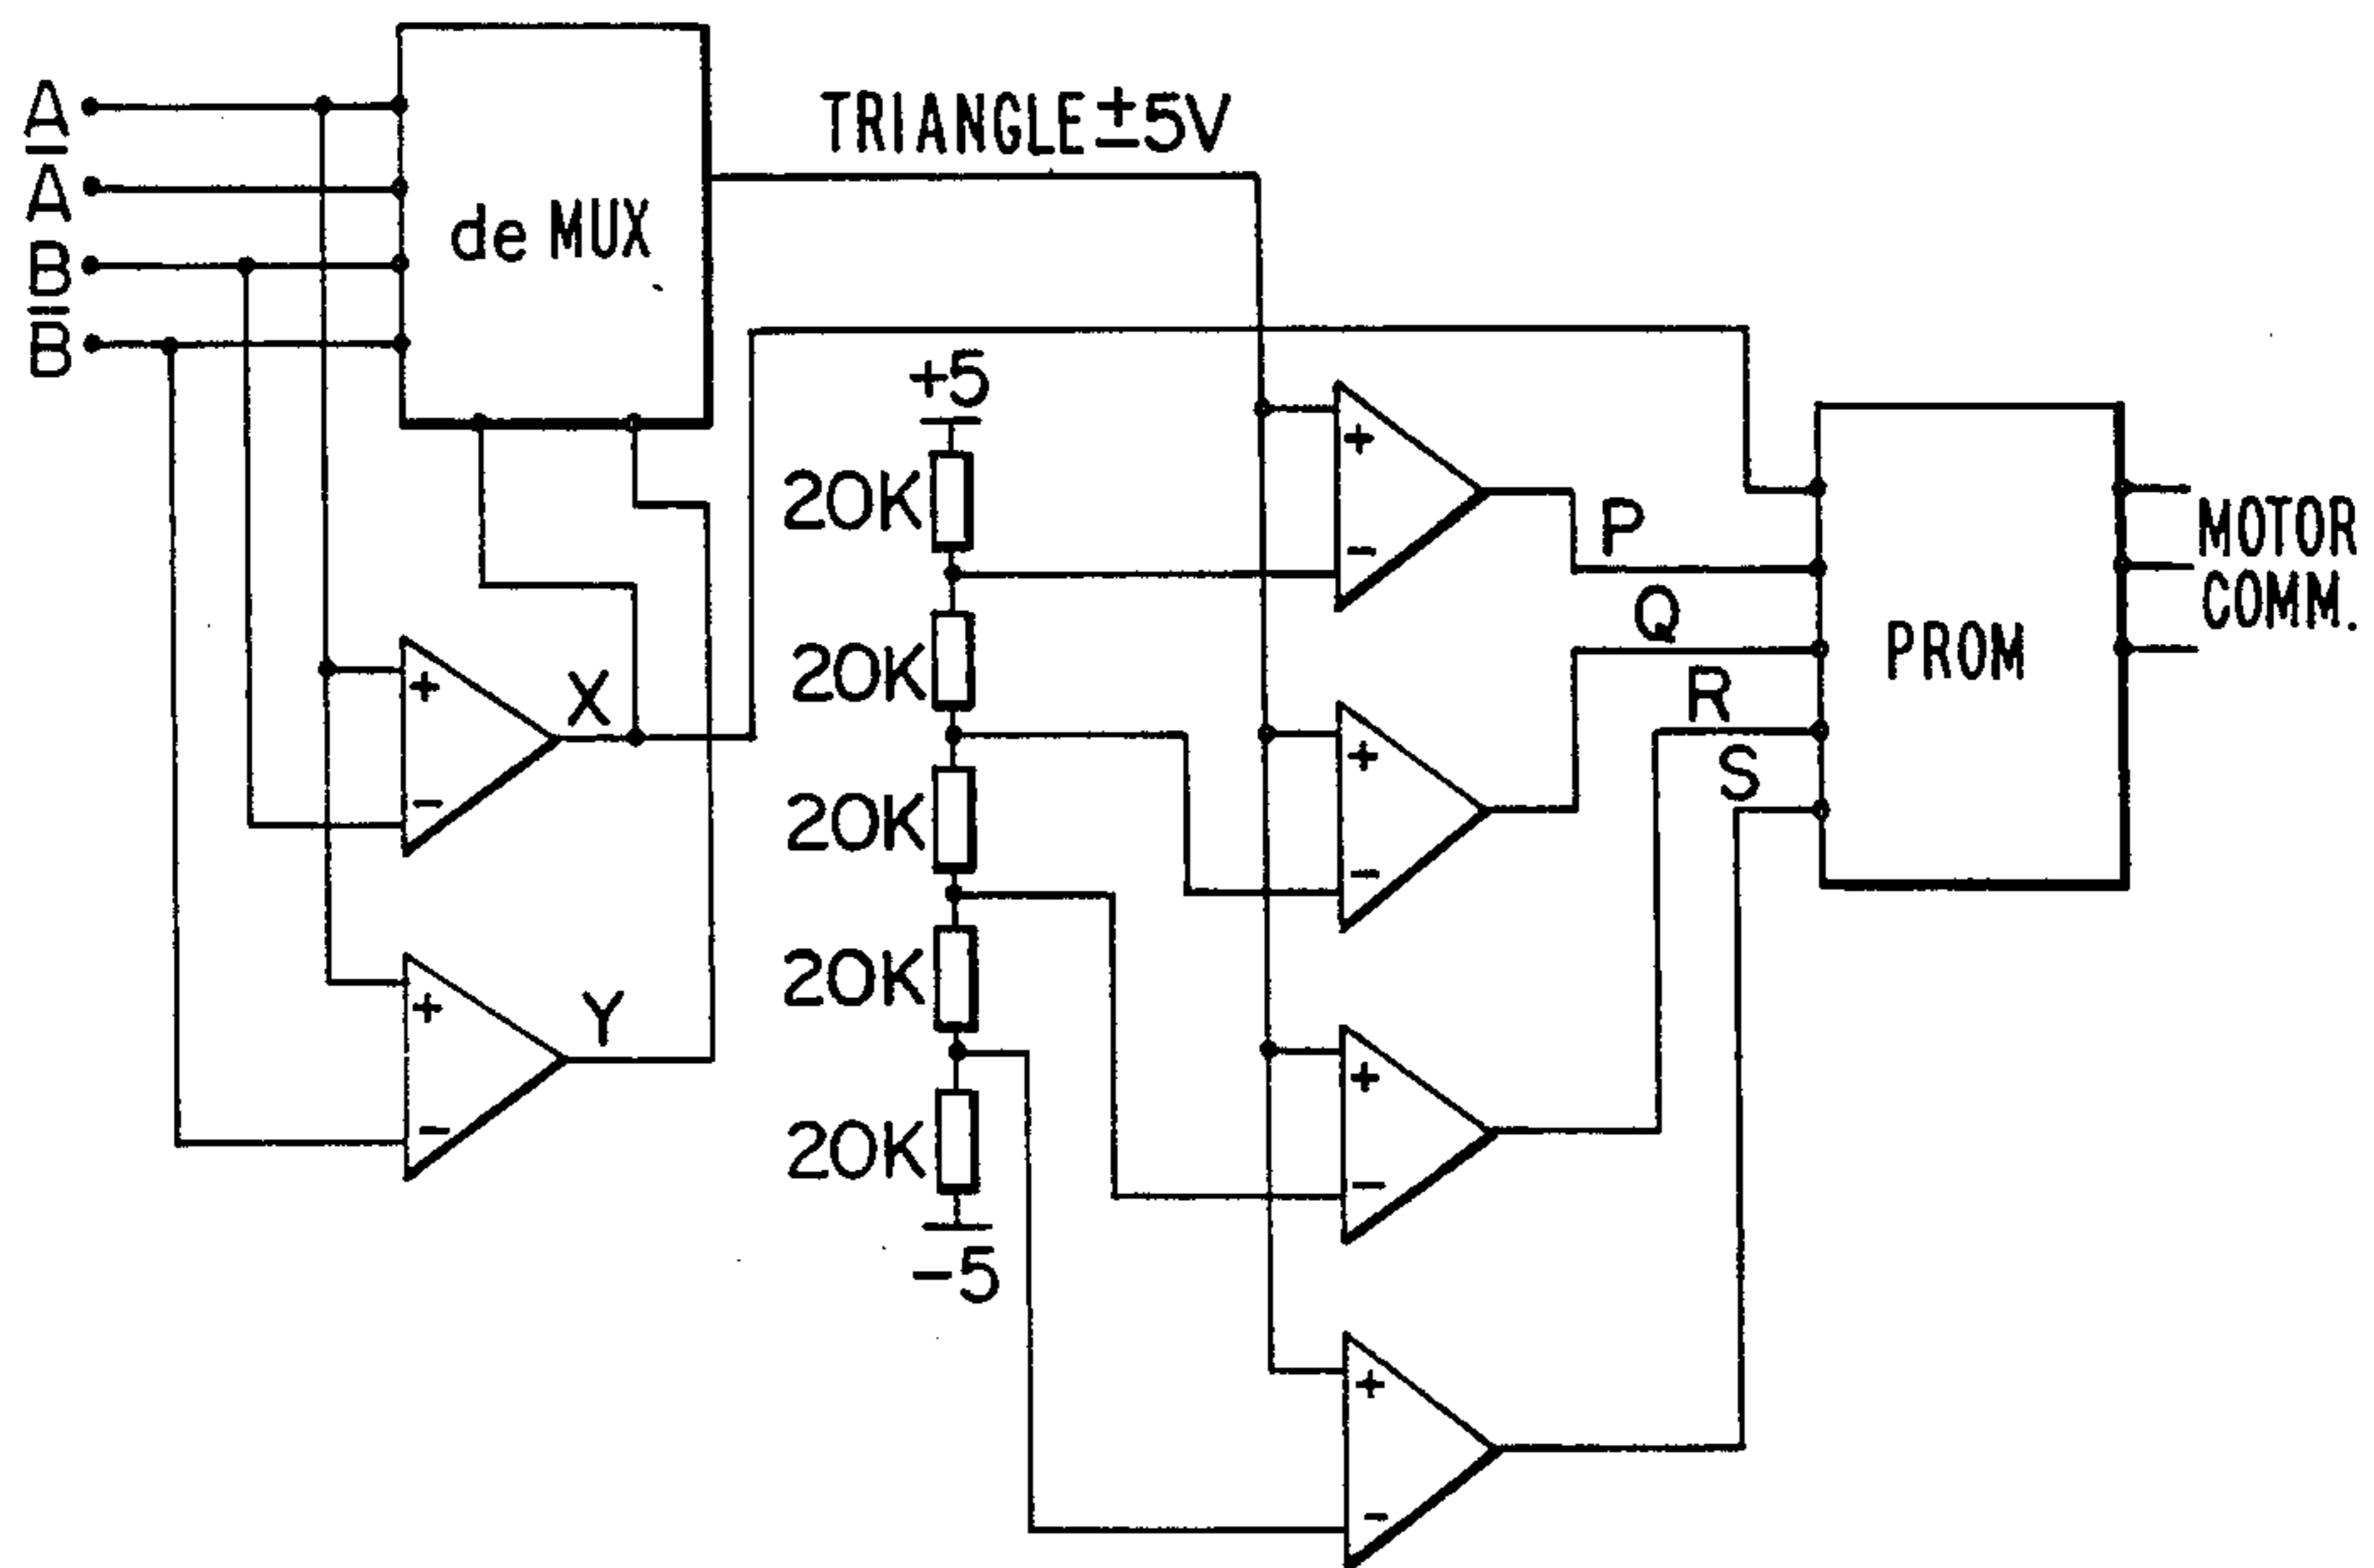 A
A̅
B
B̅
de MUX
TRIANGLE ±5V
+5
20K
20K
20K
20K
20K
-5
+
-
X
+
-
Y
+
-
P
+
-
Q
+
-
R
+
-
S
PROM
MOTOR
COMM.